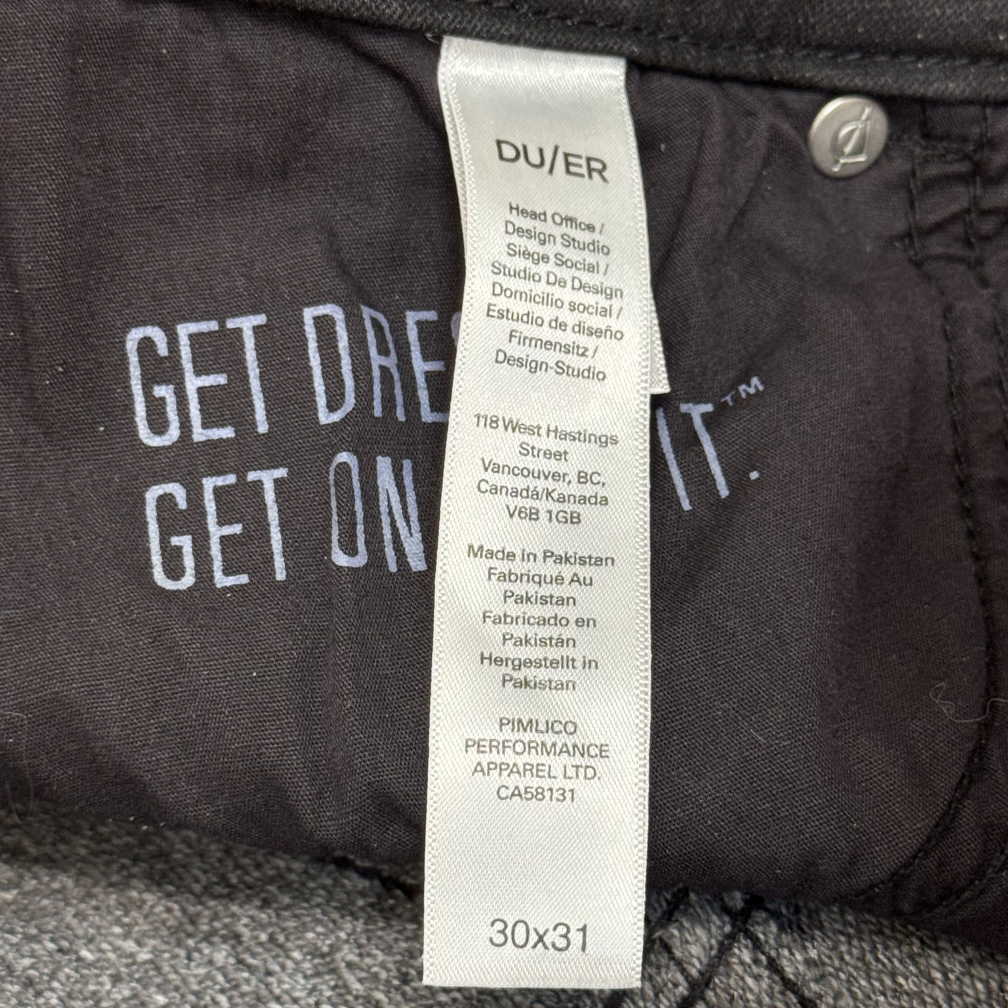 DU/ER
Head Office /
Design Studio
Siège Social /
Studio De Design
Domicilio social /
Estudio de diseño
Firmensitz /
Design-Studio
118 West Hastings
Street
Vancouver, BC,
Canadá/Kanada
V6B 1GB
Made in Pakistan
Fabriqué Au
Pakistan
Fabricado en
Pakistán
Hergestellt in
Pakistan
PIMLICO
PERFORMANCE
APPAREL LTD.
CA58131
30x31
GET DRE
GET ON IT.™